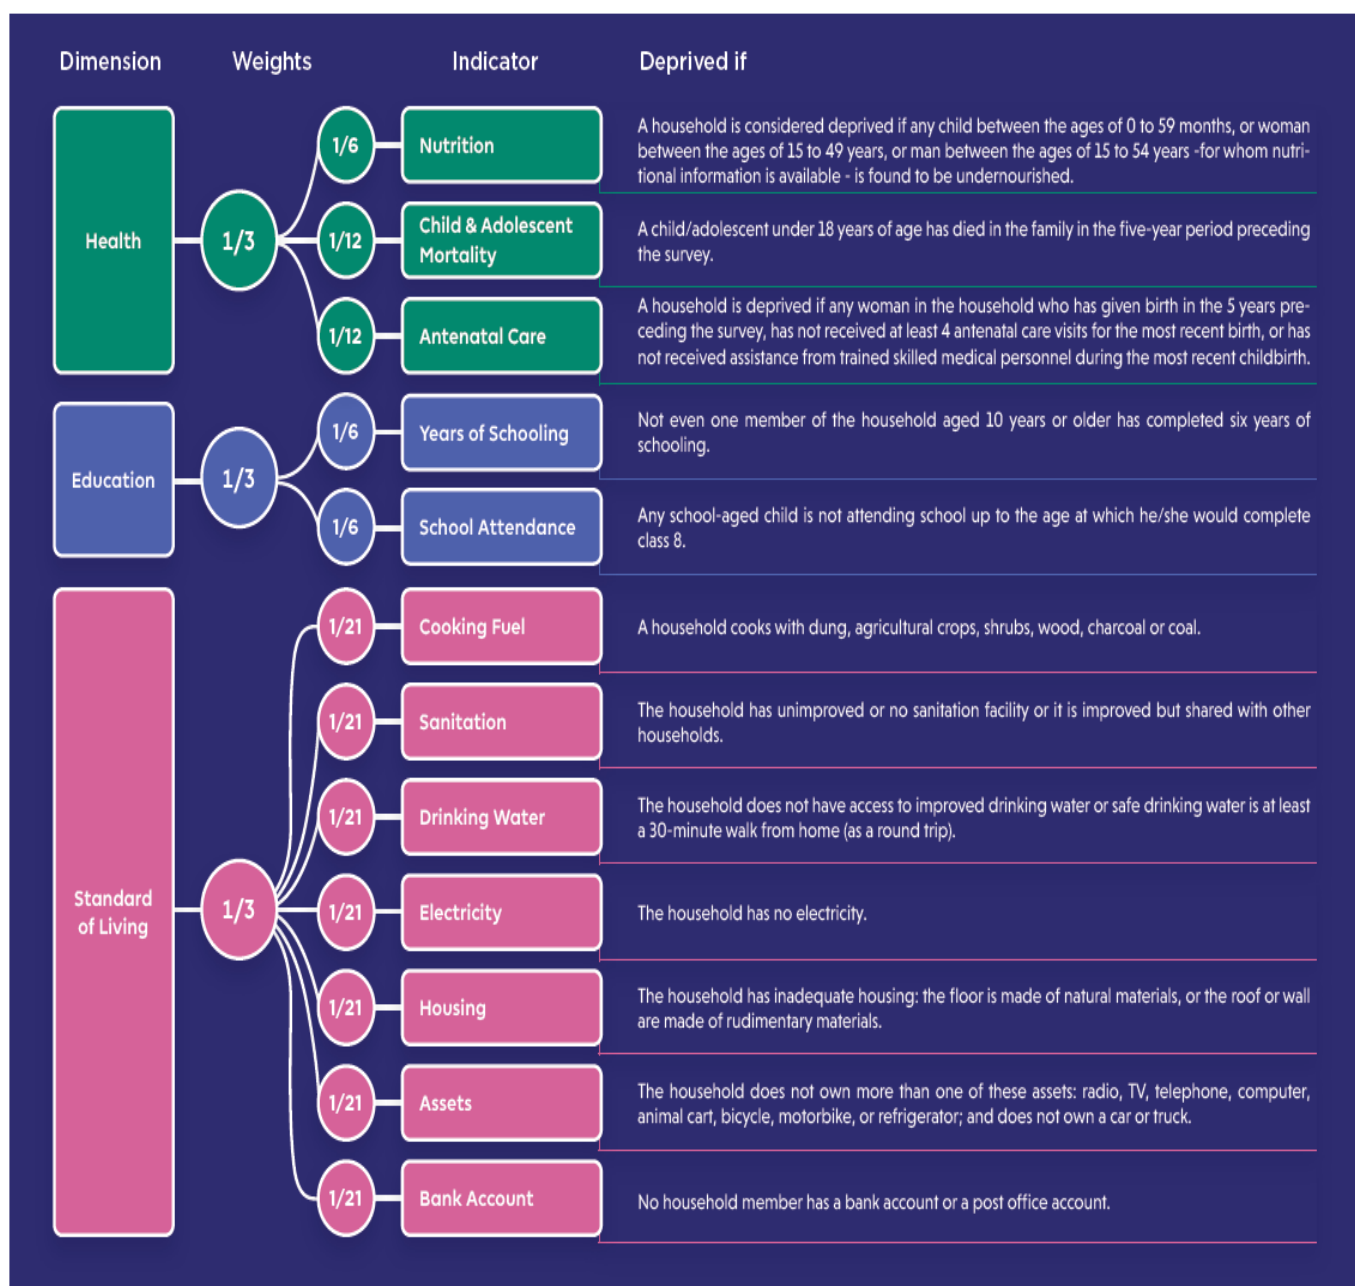 Dimension Weights Indicator Deprived if
Health
1/3
1/6
Nutrition
A household is considered deprived if any child between the ages of 0 to 59 months, or woman
between the ages of 15 to 49 years, or man between the ages of 15 to 54 years -for whom nutri-
tional information is available - is found to be undernourished.
1/12
Child & Adolescent
Mortality
A child/adolescent under 18 years of age has died in the family in the five-year period preceding
the survey.
1/12
Antenatal Care
A household is deprived if any woman in the household who has given birth in the 5 years pre-
ceding the survey, has not received at least 4 antenatal care visits for the most recent birth, or has
not received assistance from trained skilled medical personnel during the most recent childbirth.
Education
1/3
1/6
Years of Schooling
Not even one member of the household aged 10 years or older has completed six years of
schooling.
1/6
School Attendance
Any school-aged child is not attending school up to the age at which he/she would complete
class 8.
Standard
of Living
1/3
1/21
Cooking Fuel
A household cooks with dung, agricultural crops, shrubs, wood, charcoal or coal.
1/21
Sanitation
The household has unimproved or no sanitation facility or it is improved but shared with other
households.
1/21
Drinking Water
The household does not have access to improved drinking water or safe drinking water is at least
a 30-minute walk from home (as a round trip).
1/21
Electricity
The household has no electricity.
1/21
Housing
The household has inadequate housing: the floor is made of natural materials, or the roof or wall
are made of rudimentary materials.
1/21
Assets
The household does not own more than one of these assets: radio, TV, telephone, computer,
animal cart, bicycle, motorbike, or refrigerator; and does not own a car or truck.
1/21
Bank Account
No household member has a bank account or a post office account.